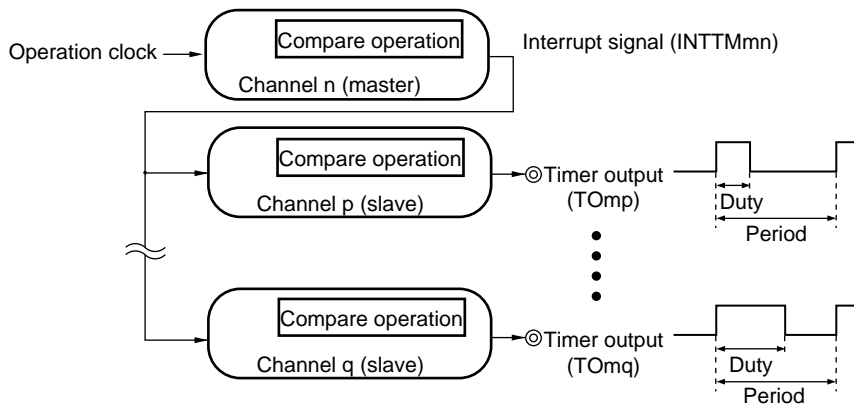 Compare operation
Operation clock
Interrupt signal (INTTMmn)
Channel n (master)
Compare operation
Channel p (slave)
Timer output
(TOmp)
Duty
Period
Compare operation
Channel q (slave)
Timer output
(TOmq)
Duty
Period